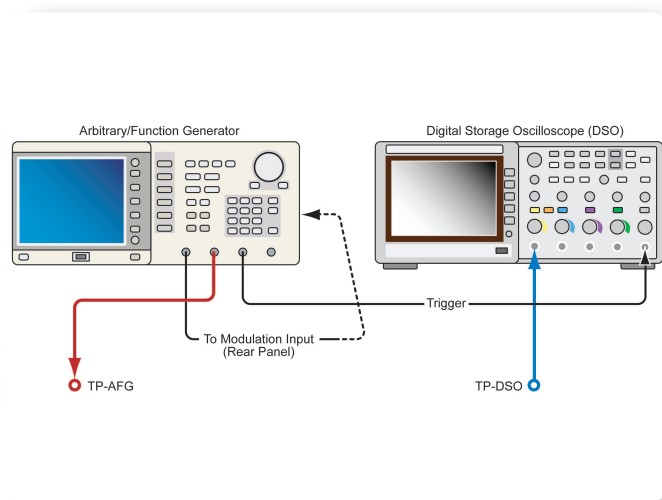 Arbitrary/Function Generator
Digital Storage Oscilloscope (DSO)
Trigger
To Modulation Input
(Rear Panel)
TP-AFG
TP-DSO